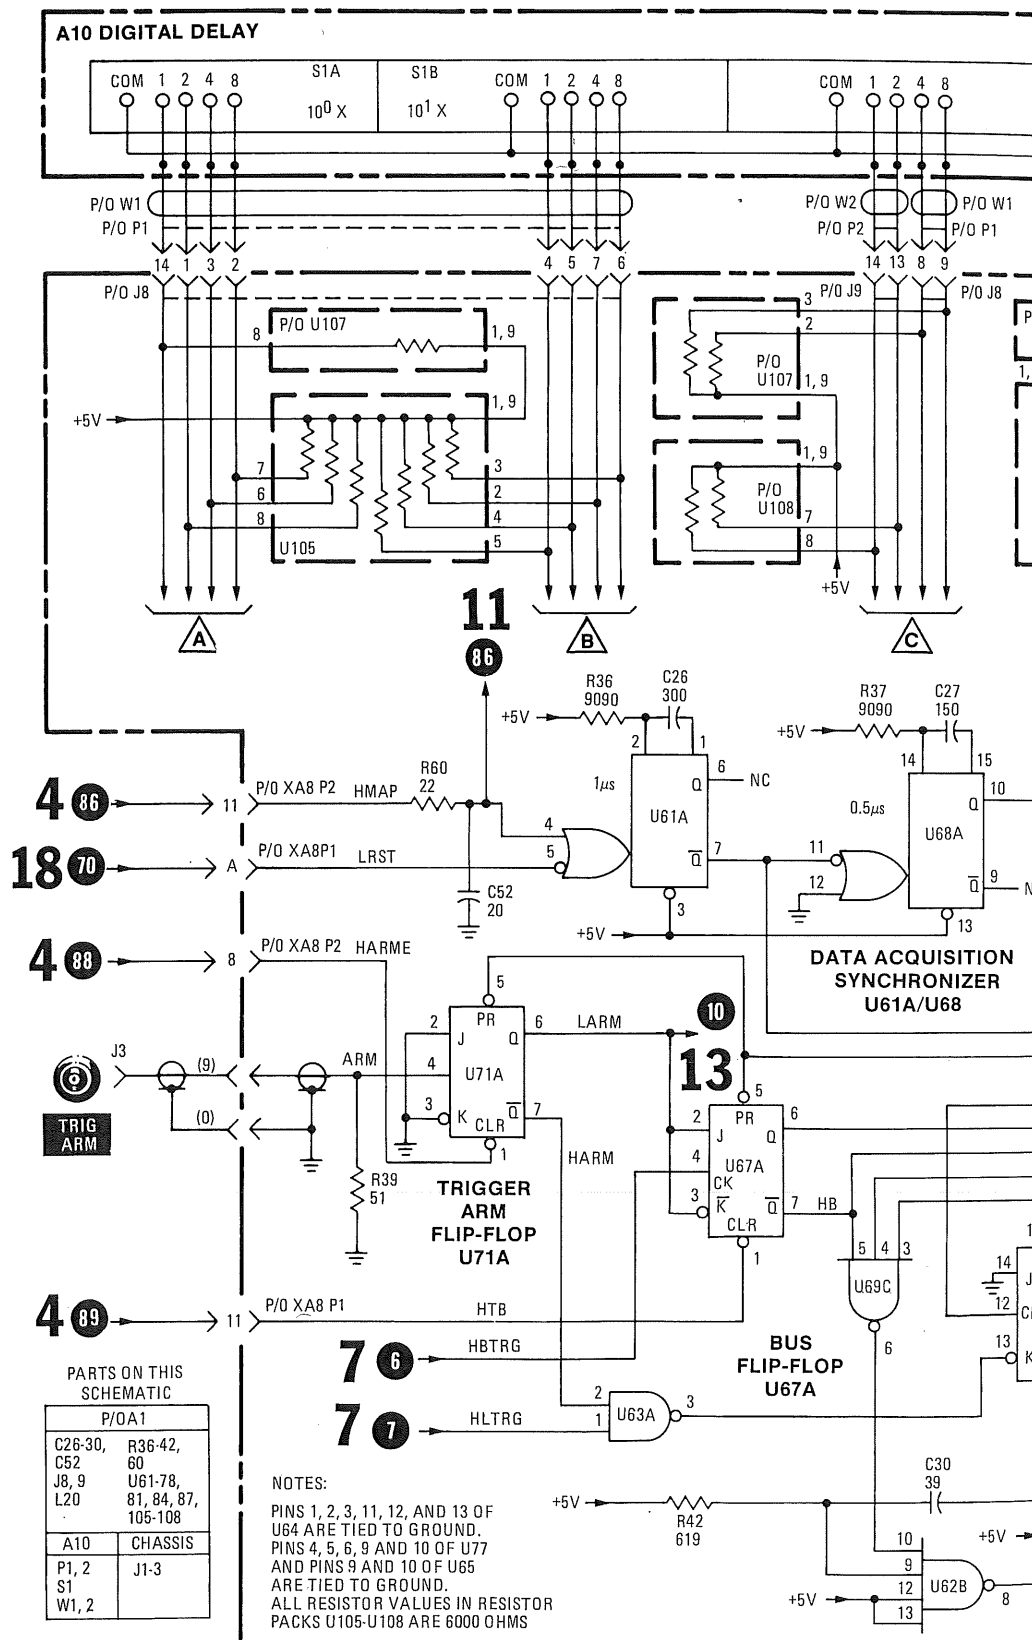 A10 DIGITAL DELAY
COM 1 2 4 8 S1A S1B COM 1 2 4 8 COM 1 2 4 8
10⁰ X 10¹ X
P/O W1 P/O W2 P/O W1
P/O P1 P/O P2 P/O P1
14 1 3 2 4 5 7 6 14 13 8 9
P/O J8 P/O J9 P/O J8
P/O U107
8 1, 9
3
2
P/O
U107
1, 9
+5V 1, 9
7 3
6 2
8 4
5
U105
1, 9
P/O
U108
7
8
+5V
A B C
11
86
R36
9090
C26
300
R37
9090
C27
150
+5V 2 1
+5V 14 15
4 86 11 P/O XA8 P2 HMAP
R60
22
1μs 6 Q NC
U61A
0.5μs 10 Q
U68A
4
5
7 Q
11
12
9 Q N
18 70 A P/O XA8P1 LRST
C52
20
3
+5V
13
DATA ACQUISITION
SYNCHRONIZER
U61A/U68
4 88 8 P/O XA8 P2 HARME
5
PR
2 J Q 6 LARM
10
13
J3 (9) ARM 4 U71A
3 K Q 7
CLR
1
TRIG
ARM
(0)
HARM
R39
51
TRIGGER
ARM
FLIP-FLOP
U71A
5
PR
2 J Q 6
4 U67A
CK
3 K Q 7 HB
CLR
1
5 4 3
U69C
6
1
14 J
12 C
13 K
4 89 11 P/O XA8 P1 HTB
7 6 HBTRG
BUS
FLIP-FLOP
U67A
2
1
U63A 3
7 7 HLTRG
PARTS ON THIS
SCHEMATIC
P/OA1
C26-30, R36-42,
C52 60
J8, 9 U61-78,
L20 81, 84, 87,
105-108
A10 CHASSIS
P1, 2 J1-3
S1
W1, 2
NOTES:
PINS 1, 2, 3, 11, 12, AND 13 OF
U64 ARE TIED TO GROUND.
PINS 4, 5, 6, 9 AND 10 OF U77
AND PINS 9 AND 10 OF U65
ARE TIED TO GROUND.
ALL RESISTOR VALUES IN RESISTOR
PACKS U105-U108 ARE 6000 OHMS
+5V
R42
619
C30
39
+5V
10
9
12
13
U62B 8
+5V
P
1,